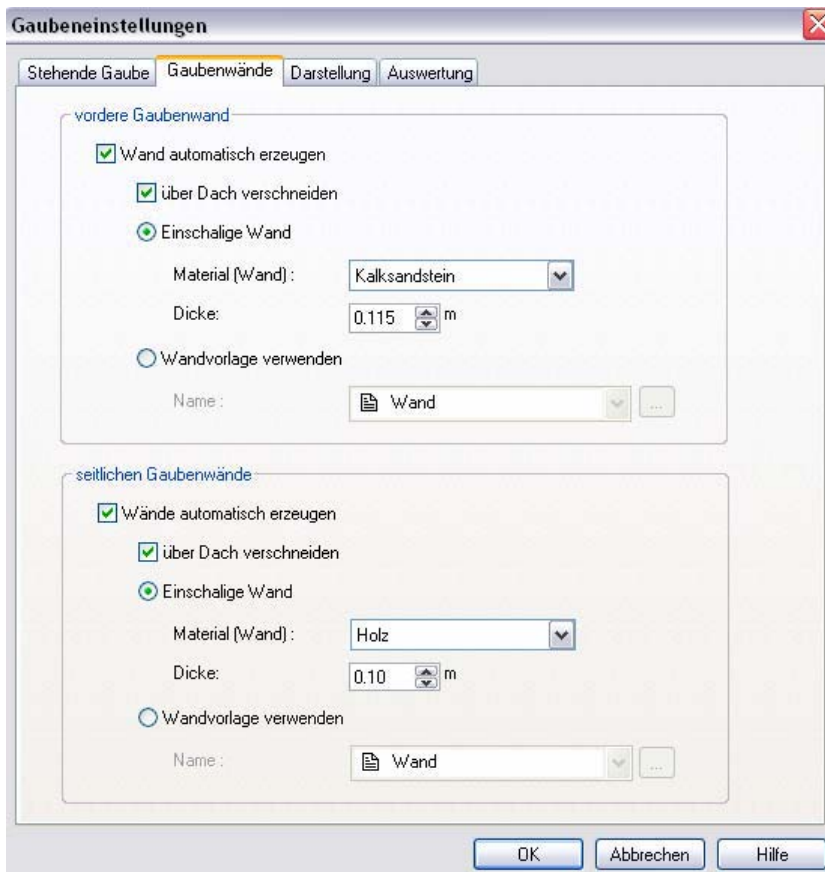 Gaubeneinstellungen
Stehende Gaube Gaubenwände Darstellung Auswertung
vordere Gaubenwand
Wand automatisch erzeugen
über Dach verschneiden
Einschalige Wand
Material (Wand) : Kalksandstein
Dicke: 0.115 m
Wandvorlage verwenden
Name : Wand ...
seitlichen Gaubenwände
Wände automatisch erzeugen
über Dach verschneiden
Einschalige Wand
Material (Wand) : Holz
Dicke: 0.10 m
Wandvorlage verwenden
Name : Wand ...
OK Abbrechen Hilfe